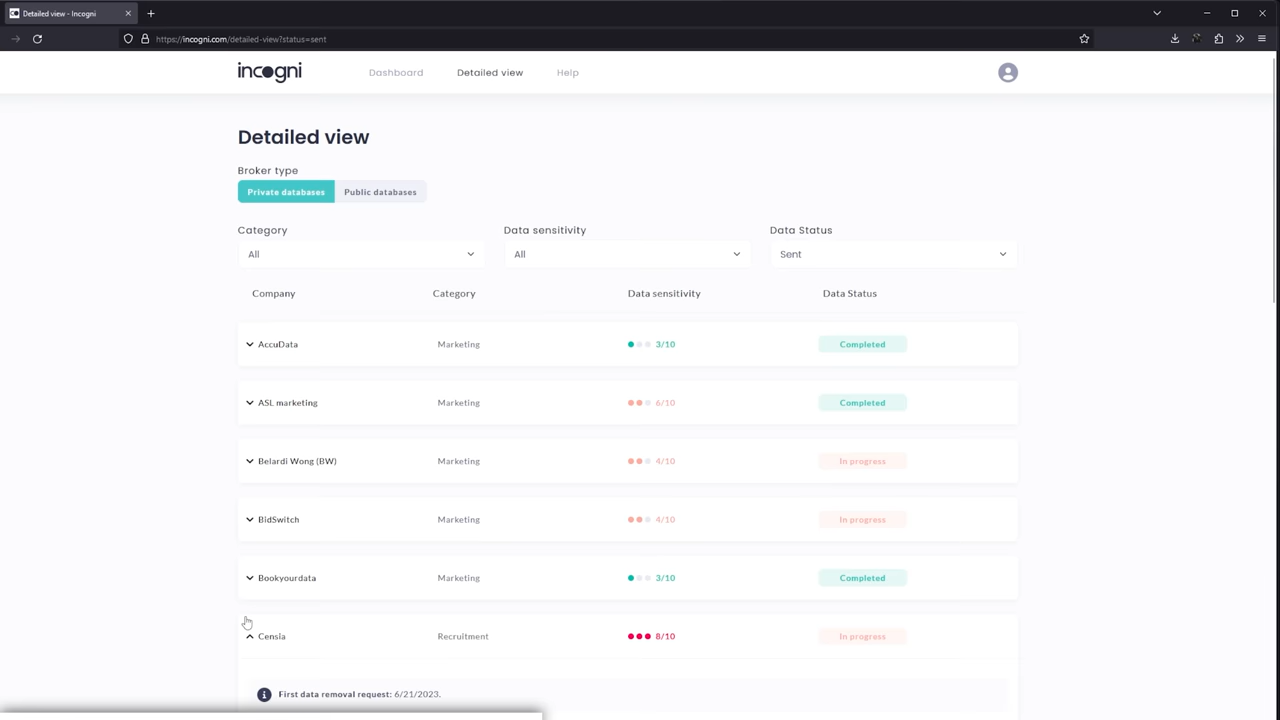 Detailed view - Incogni
https://incogni.com/detailed-view?status=sent
incogni Dashboard Detailed view Help
Detailed view
Broker type
Private databases Public databases
Category Data sensitivity Data Status
All All Sent
Company Category Data sensitivity Data Status
AccuData Marketing 3/10 Completed
ASL marketing Marketing 6/10 Completed
Belardi Wong (BW) Marketing 4/10 In progress
BidSwitch Marketing 4/10 In progress
Bookyourdata Marketing 3/10 Completed
Censia Recruitment 8/10 In progress
First data removal request: 6/21/2023.